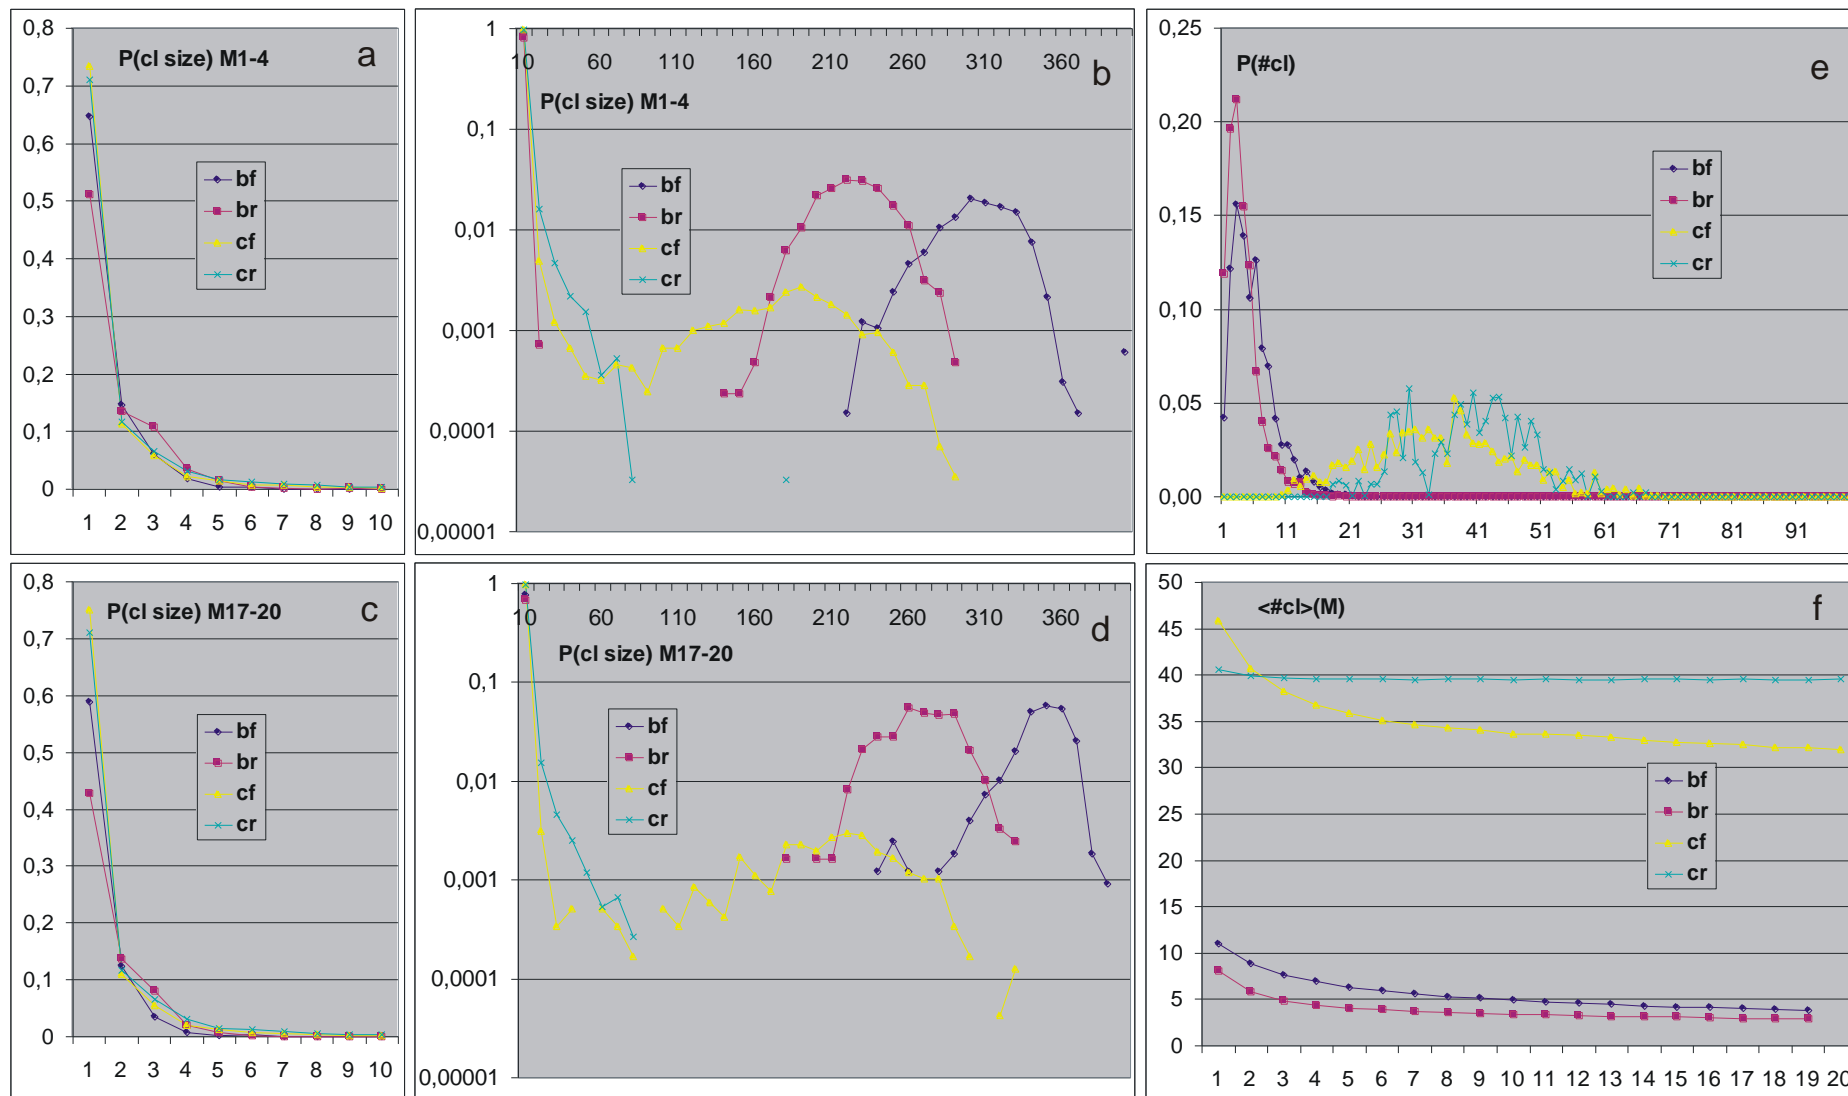 P(cl size) M1-4
a
0,8
0,7
0,6
0,5
0,4
0,3
0,2
0,1
0
bf
br
cf
cr
1 2 3 4 5 6 7 8 9 10
P(cl size) M1-4
b
1
0,1
0,01
0,001
0,0001
0,00001
10 60 110 160 210 260 310 360
bf
br
cf
cr
P(#cl)
e
0,25
0,20
0,15
0,10
0,05
0,00
bf
br
cf
cr
1 11 21 31 41 51 61 71 81 91
P(cl size) M17-20
c
0,8
0,7
0,6
0,5
0,4
0,3
0,2
0,1
0
bf
br
cf
cr
1 2 3 4 5 6 7 8 9 10
P(cl size) M17-20
d
1
0,1
0,01
0,001
0,0001
0,00001
10 60 110 160 210 260 310 360
bf
br
cf
cr
<#cl>(M)
f
50
45
40
35
30
25
20
15
10
5
0
bf
br
cf
cr
1 2 3 4 5 6 7 8 9 10 11 12 13 14 15 16 17 18 19 20